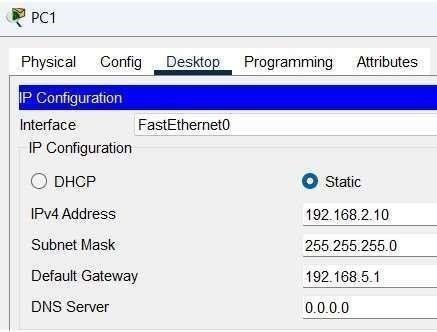 PC1
Physical Config Desktop Programming Attributes
IP Configuration
Interface FastEthernet0
IP Configuration
DHCP Static
IPv4 Address 192.168.2.10
Subnet Mask 255.255.255.0
Default Gateway 192.168.5.1
DNS Server 0.0.0.0